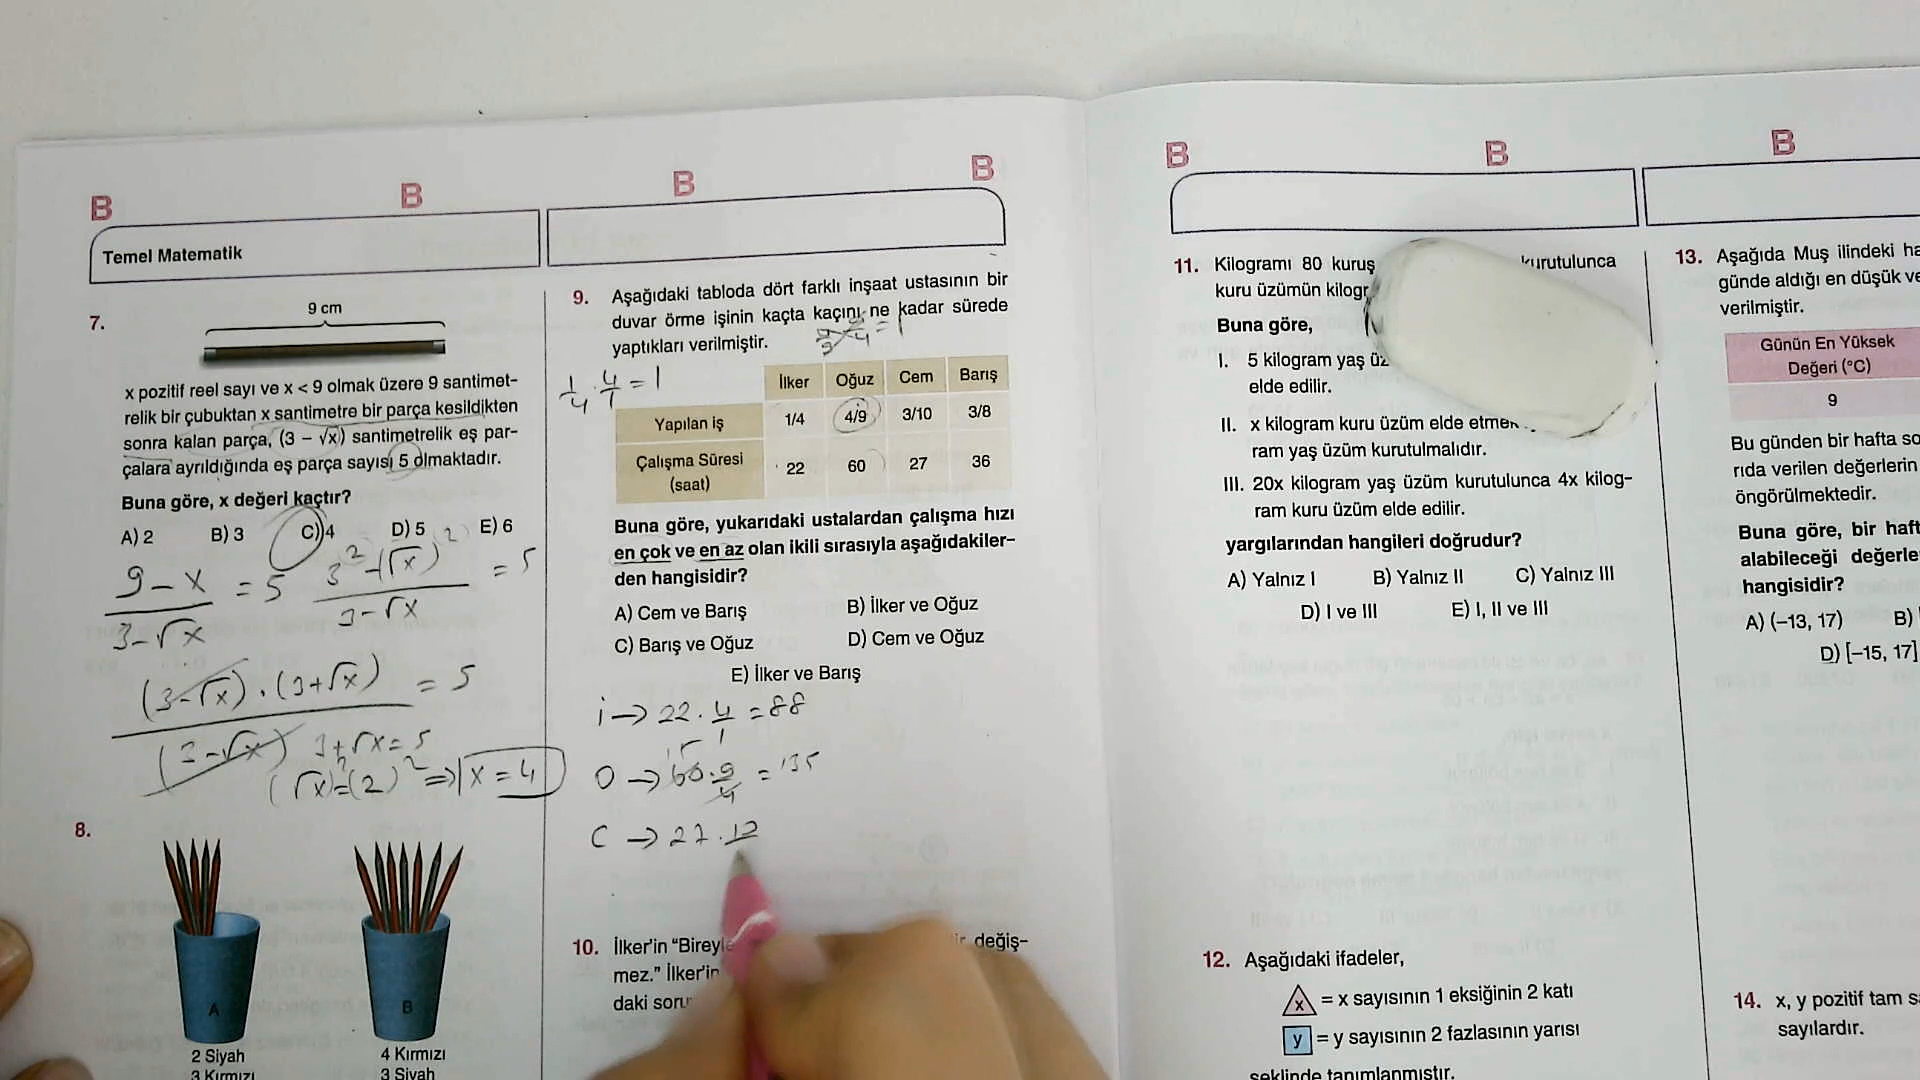 B B B B
Temel Matematik
7.
9 cm
x pozitif reel sayı ve x < 9 olmak üzere 9 santimet-
relik bir çubuktan x santimetre bir parça kesildikten
sonra kalan parça, (3 – √x) santimetrelik eş par-
çalara ayrıldığında eş parça sayısı 5 olmaktadır.
Buna göre, x değeri kaçtır?
A) 2 B) 3 C) 4 D) 5 E) 6
9 – x / 3 – √x = 5
3² – (√x)² / 3 – √x = 5
(3 – √x) . (3 + √x) / (3 – √x) = 5
3 + √x = 5
(√x)² = (2)² ⇒ x = 4
8.
A B
2 Siyah 4 Kırmızı
3 Kırmızı 3 Siyah
9. Aşağıdaki tabloda dört farklı inşaat ustasının bir
duvar örme işinin kaçta kaçını ne kadar sürede
yaptıkları verilmiştir.
1/4 . 4/1 = 1
İlker Oğuz Cem Barış
Yapılan iş 1/4 4/9 3/10 3/8
Çalışma Süresi
(saat) 22 60 27 36
Buna göre, yukarıdaki ustalardan çalışma hızı
en çok ve en az olan ikili sırasıyla aşağıdakiler-
den hangisidir?
A) Cem ve Barış B) İlker ve Oğuz
C) Barış ve Oğuz D) Cem ve Oğuz
E) İlker ve Barış
i → 22 . 4/1 = 88
O → 60 . 9/4 = 135
C → 27 . 10
10. İlker'in “Bireyle değiş-
mez.” İlker'in
daki soru
B B B
11. Kilogramı 80 kuruş kurutulunca
kuru üzümün kilogr
Buna göre,
I. 5 kilogram yaş üz
elde edilir.
II. x kilogram kuru üzüm elde etmek
ram yaş üzüm kurutulmalıdır.
III. 20x kilogram yaş üzüm kurutulunca 4x kilog-
ram kuru üzüm elde edilir.
yargılarından hangileri doğrudur?
A) Yalnız I B) Yalnız II C) Yalnız III
D) I ve III E) I, II ve III
12. Aşağıdaki ifadeler,
x = x sayısının 1 eksiğinin 2 katı
y = y sayısının 2 fazlasının yarısı
şeklinde tanımlanmıştır.
13. Aşağıda Muş ilindeki ha
günde aldığı en düşük ve
verilmiştir.
Günün En Yüksek
Değeri (°C)
9
Bu günden bir hafta so
rıda verilen değerlerin
öngörülmektedir.
Buna göre, bir haft
alabileceği değerle
hangisidir?
A) (–13, 17) B)
D) [–15, 17]
14. x, y pozitif tam s
sayılardır.